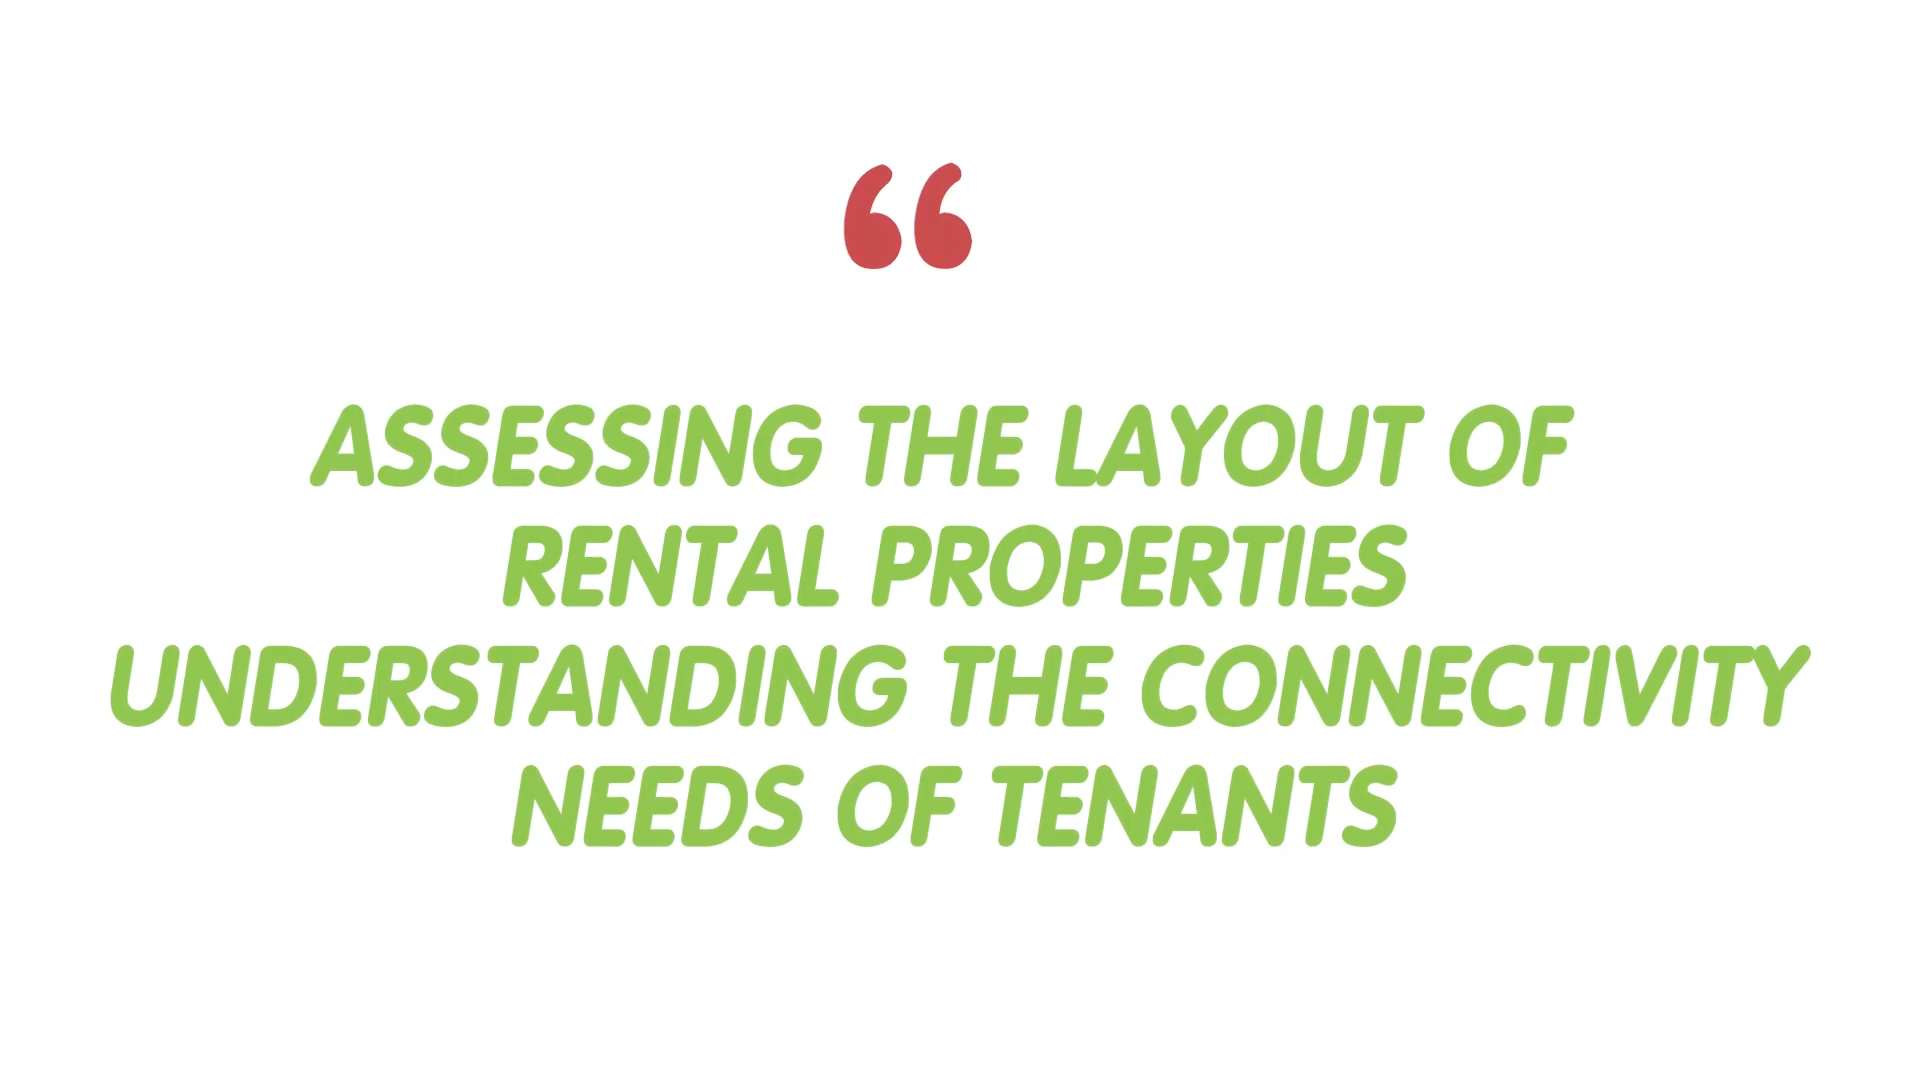 “
ASSESSING THE LAYOUT OF
RENTAL PROPERTIES
UNDERSTANDING THE CONNECTIVITY
NEEDS OF TENANTS